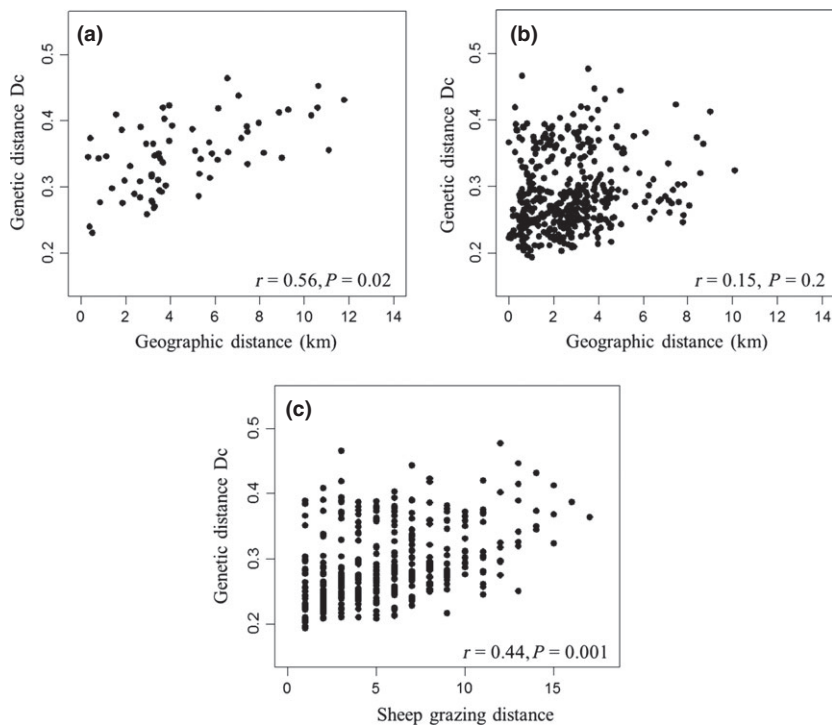 (a)
Genetic distance Dc
0.5
0.4
0.3
0.2
r = 0.56, P = 0.02
0 2 4 6 8 10 12 14
Geographic distance (km)
(b)
Genetic distance Dc
0.5
0.4
0.3
0.2
r = 0.15, P = 0.2
0 2 4 6 8 10 12 14
Geographic distance (km)
(c)
Genetic distance Dc
0.5
0.4
0.3
0.2
r = 0.44, P = 0.001
0 5 10 15
Sheep grazing distance